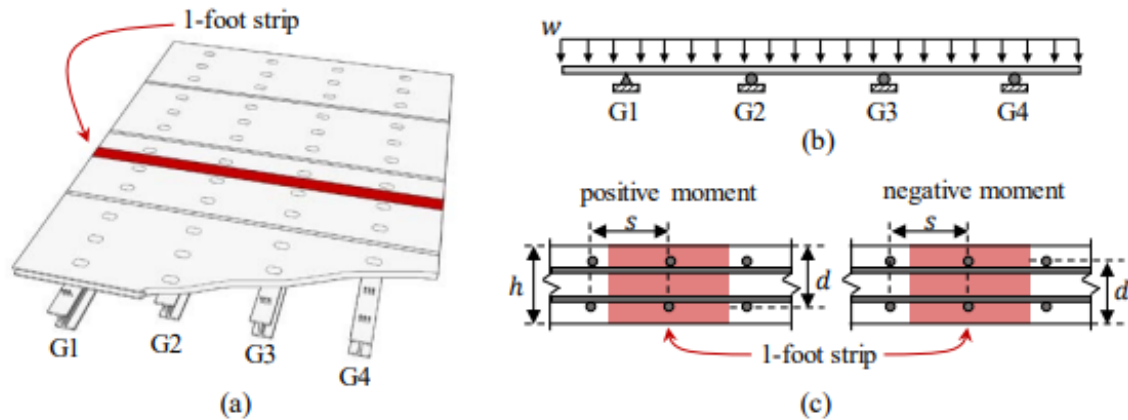 1-foot strip
G1
G2
G3
G4
(a)
w
G1 G2 G3 G4
(b)
positive moment negative moment
s s
h d d
1-foot strip
(c)